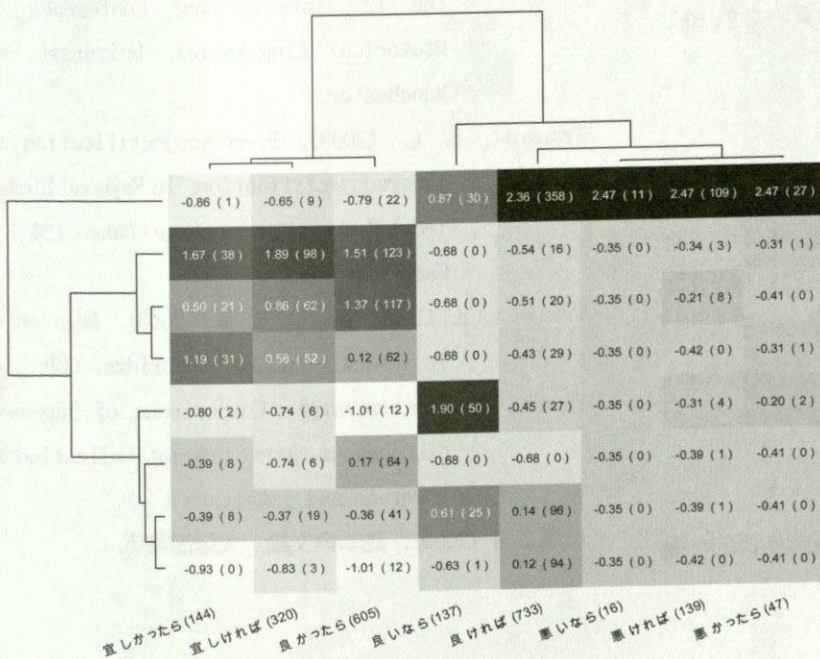 -0.86 ( 1 ) -0.65 ( 9 ) -0.79 ( 22 ) 0.87 ( 30 ) 2.36 ( 358 ) 2.47 ( 11 ) 2.47 ( 109 ) 2.47 ( 27 )
1.67 ( 38 ) 1.89 ( 98 ) 1.51 ( 123 ) -0.68 ( 0 ) -0.54 ( 16 ) -0.35 ( 0 ) -0.34 ( 3 ) -0.31 ( 1 )
0.50 ( 21 ) 0.86 ( 62 ) 1.37 ( 117 ) -0.68 ( 0 ) -0.51 ( 20 ) -0.35 ( 0 ) -0.21 ( 8 ) -0.41 ( 0 )
1.19 ( 31 ) 0.58 ( 52 ) 0.12 ( 62 ) -0.68 ( 0 ) -0.43 ( 29 ) -0.35 ( 0 ) -0.42 ( 0 ) -0.31 ( 1 )
-0.80 ( 2 ) -0.74 ( 6 ) -1.01 ( 12 ) 1.90 ( 50 ) -0.45 ( 27 ) -0.35 ( 0 ) -0.31 ( 4 ) -0.20 ( 2 )
-0.39 ( 8 ) -0.74 ( 6 ) 0.17 ( 64 ) -0.68 ( 0 ) -0.68 ( 0 ) -0.35 ( 0 ) -0.39 ( 1 ) -0.41 ( 0 )
-0.39 ( 8 ) -0.37 ( 19 ) -0.36 ( 41 ) 0.61 ( 25 ) 0.14 ( 96 ) -0.35 ( 0 ) -0.39 ( 1 ) -0.41 ( 0 )
-0.93 ( 0 ) -0.83 ( 3 ) -1.01 ( 12 ) -0.63 ( 1 ) 0.12 ( 94 ) -0.35 ( 0 ) -0.42 ( 0 ) -0.41 ( 0 )
宜しかったら(144) 宜しければ(320) 良かったら(605) 良いなら(137) 良ければ(733) 悪いなら(16) 悪ければ(139) 悪かったら(47)